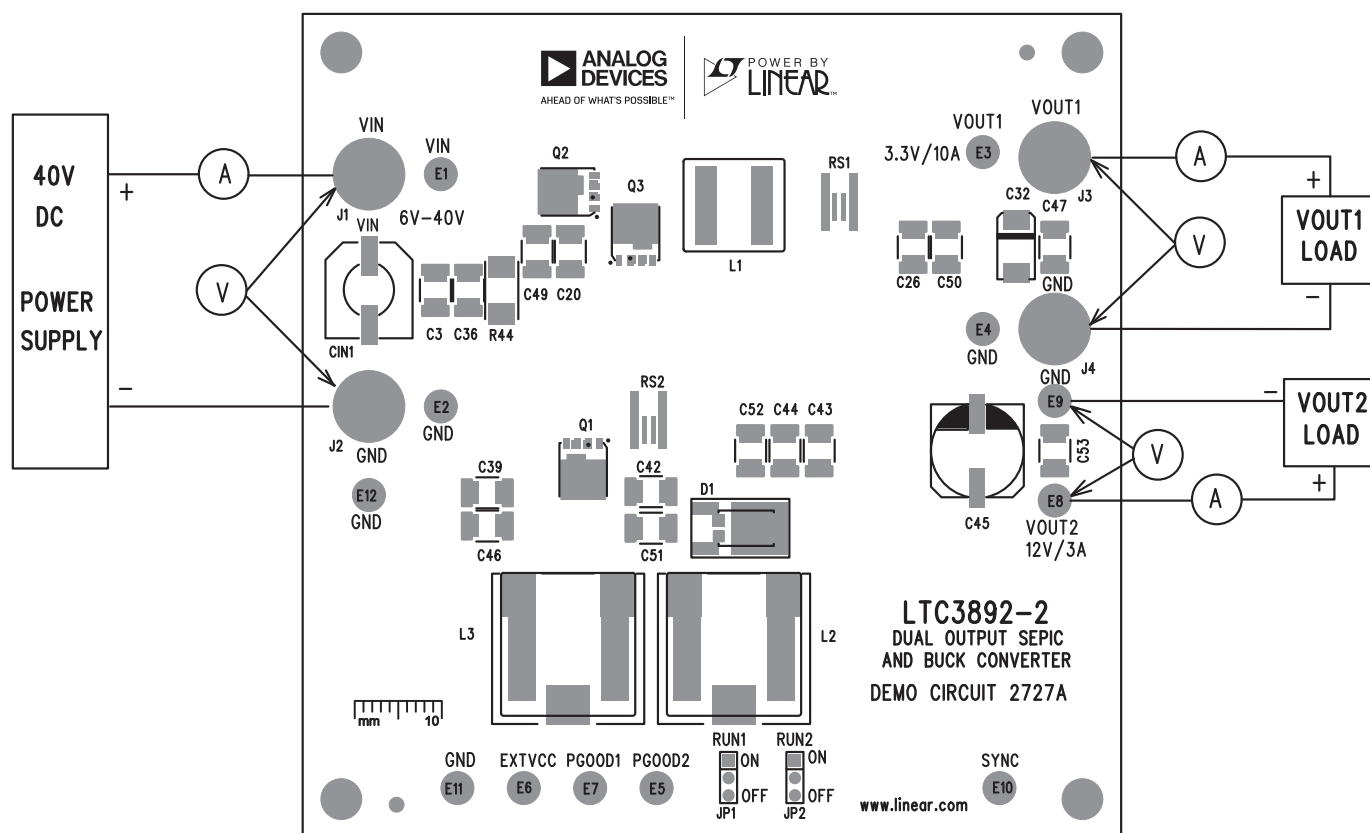 ANALOG
DEVICES
AHEAD OF WHAT'S POSSIBLE™
POWER BY
LINEAR™
40V
DC
POWER
SUPPLY
+
A
V
−
VIN
J1
VIN
E1
6V-40V
VIN
CIN1
C3
C36
R44
C49
C20
Q2
Q3
L1
RS1
VOUT1
E3
3.3V/10A
VOUT1
J3
C32
C47
C26
C50
GND
E4
GND
J4
GND
A
V
+
VOUT1
LOAD
−
J2
GND
E2
GND
E12
GND
RS2
Q1
C39
C46
C42
C51
C52
C44
C43
D1
C45
E9
C53
E8
VOUT2
12V/3A
V
A
−
VOUT2
LOAD
+
L3
L2
LTC3892-2
DUAL OUTPUT SEPIC
AND BUCK CONVERTER
DEMO CIRCUIT 2727A
mm 10
GND
E11
EXTVCC
E6
PGOOD1
E7
PGOOD2
E5
RUN1
ON
OFF
JP1
RUN2
ON
OFF
JP2
SYNC
E10
www.linear.com